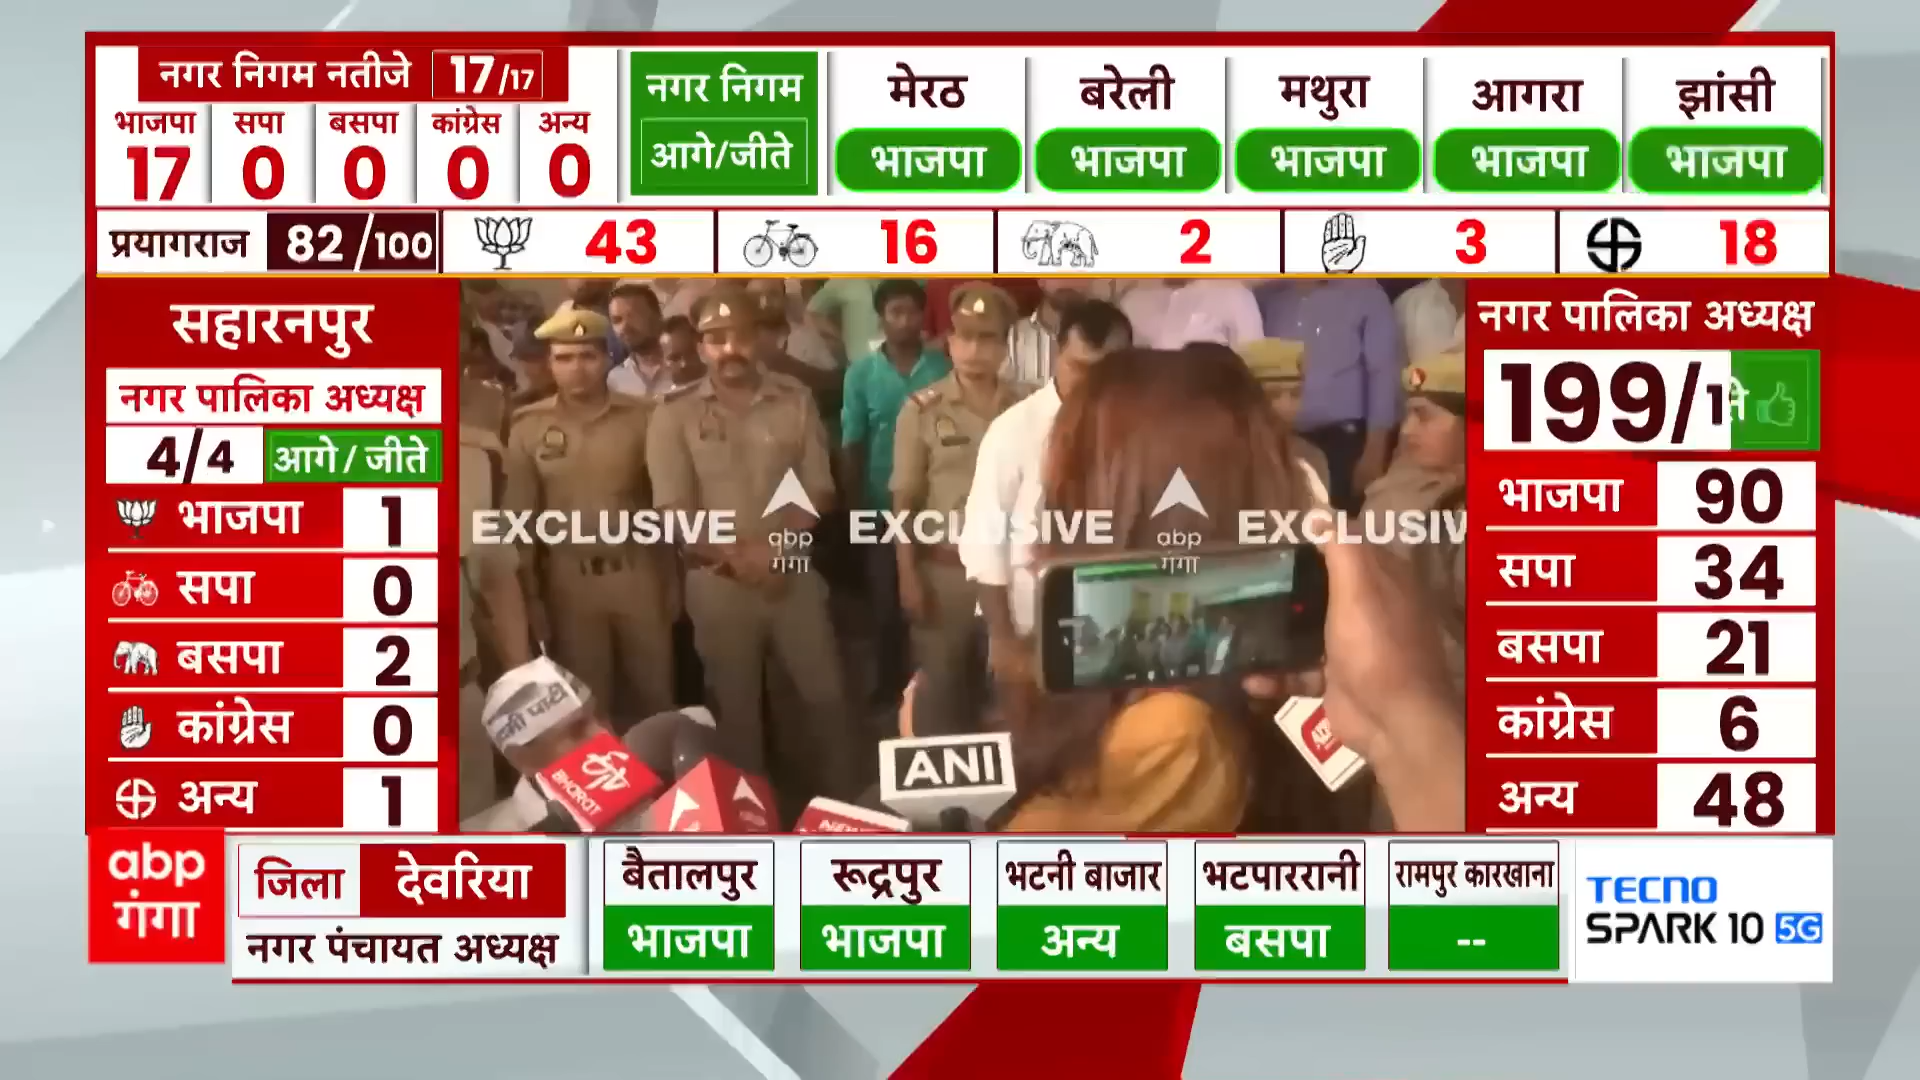 नगर निगम नतीजे 17/17
भाजपा सपा बसपा कांग्रेस अन्य
17 0 0 0 0
नगर निगम
आगे/जीते
मेरठ बरेली मथुरा आगरा झांसी
भाजपा भाजपा भाजपा भाजपा भाजपा
प्रयागराज 82/100 43 16 2 3 18
सहारनपुर
नगर पालिका अध्यक्ष
4/4 आगे/जीते
भाजपा 1
सपा 0
बसपा 2
कांग्रेस 0
अन्य 1
EXCLUSIVE abp गंगा EXCLUSIVE abp गंगा EXCLUSIV
ETV BHARAT
ANI
नगर पालिका अध्यक्ष
199/1
भाजपा 90
सपा 34
बसपा 21
कांग्रेस 6
अन्य 48
abp
गंगा
जिला देवरिया
नगर पंचायत अध्यक्ष
बैतालपुर रूद्रपुर भटनी बाजार भटपाररानी रामपुर कारखाना
भाजपा भाजपा अन्य बसपा --
TECNO
SPARK 10 5G